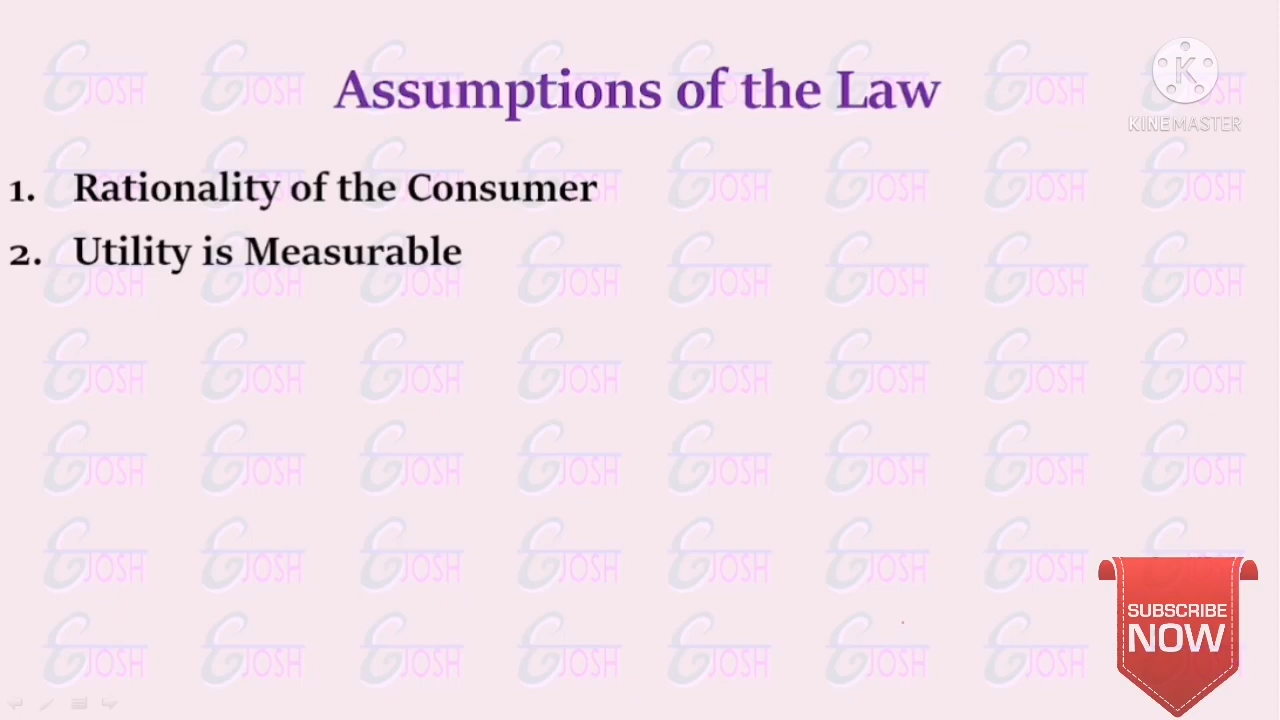 Assumptions of the Law
KINEMASTER
1. Rationality of the Consumer
2. Utility is Measurable
SUBSCRIBE
NOW